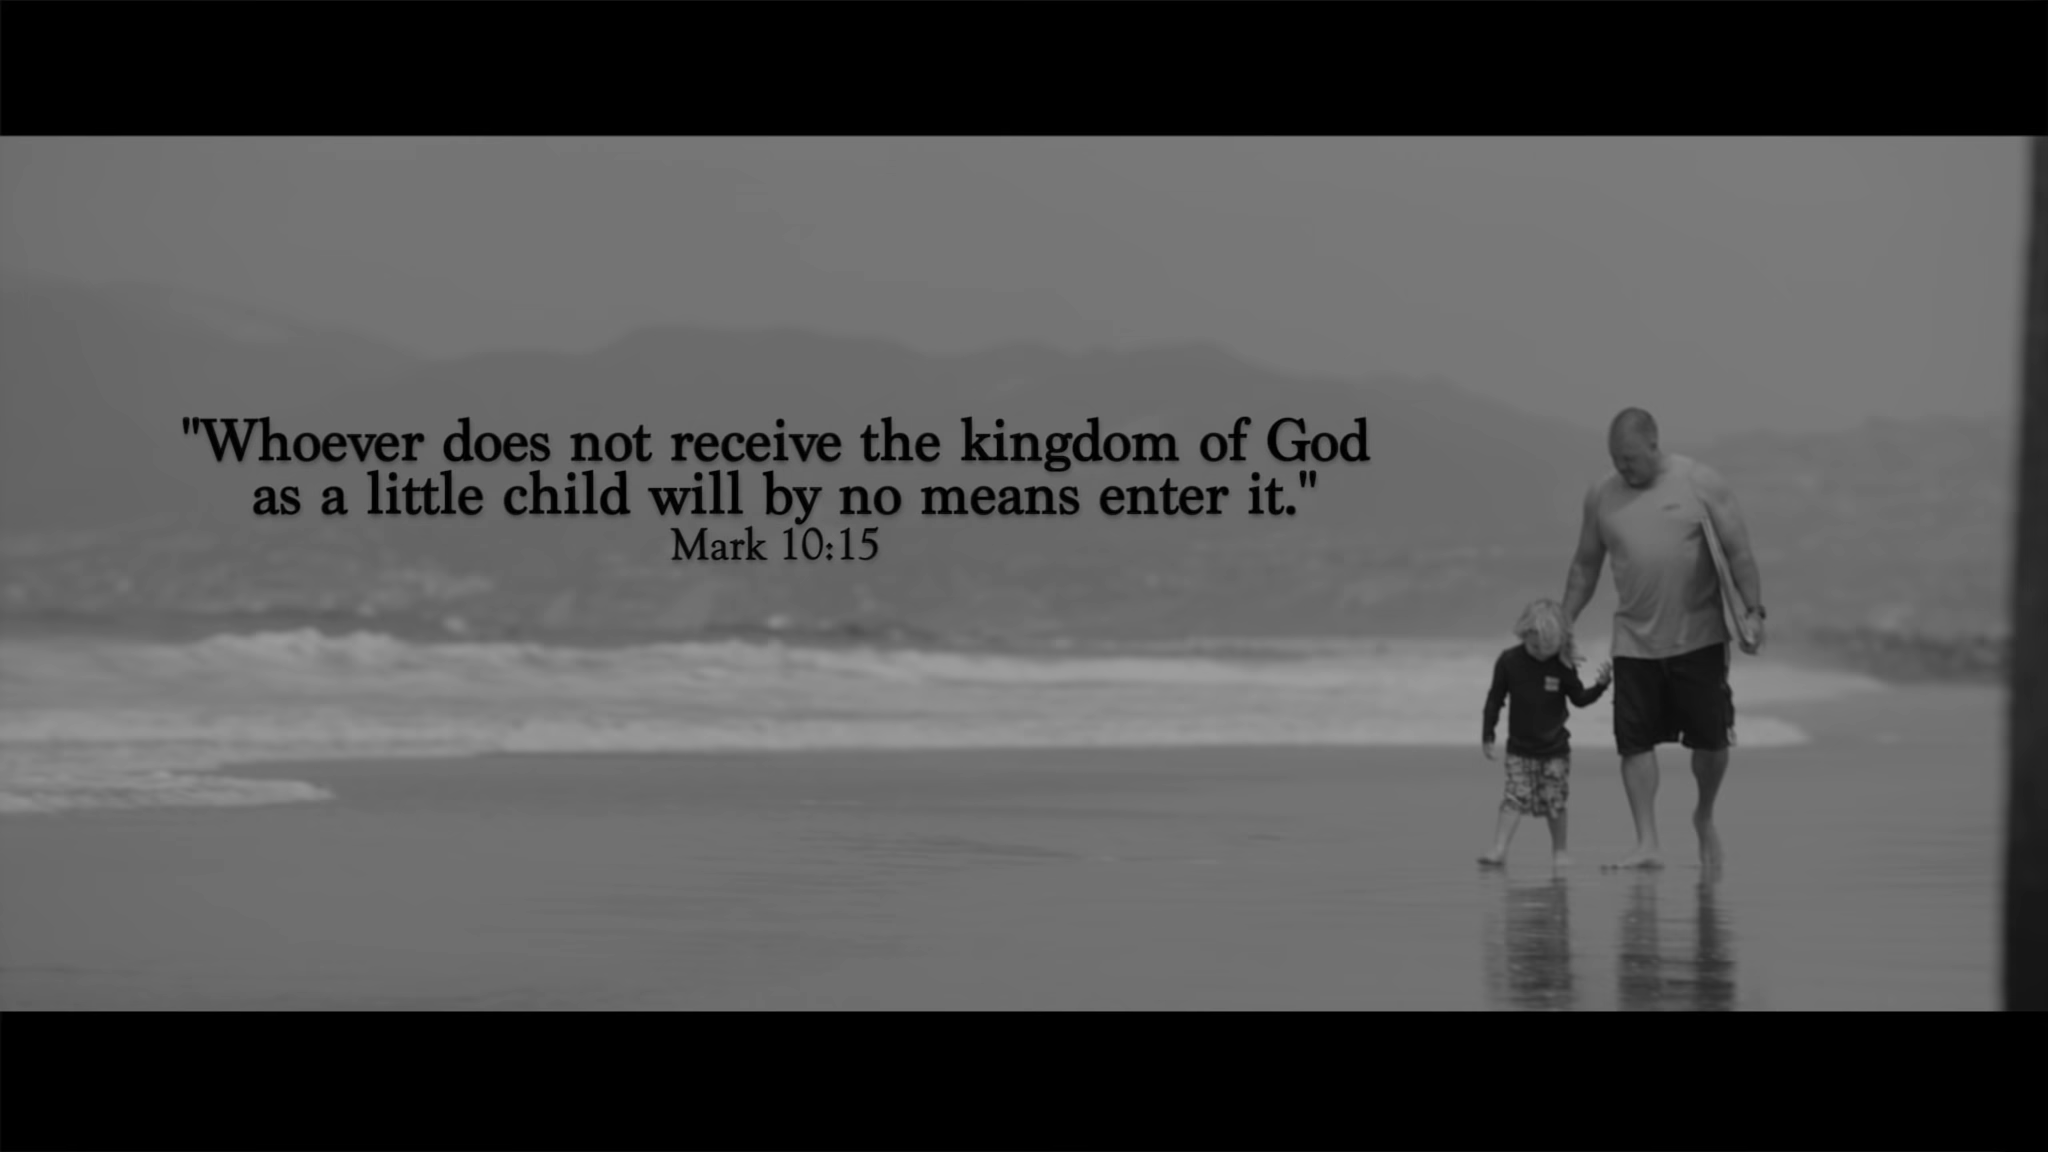 "Whoever does not receive the kingdom of God
as a little child will by no means enter it."
Mark 10:15